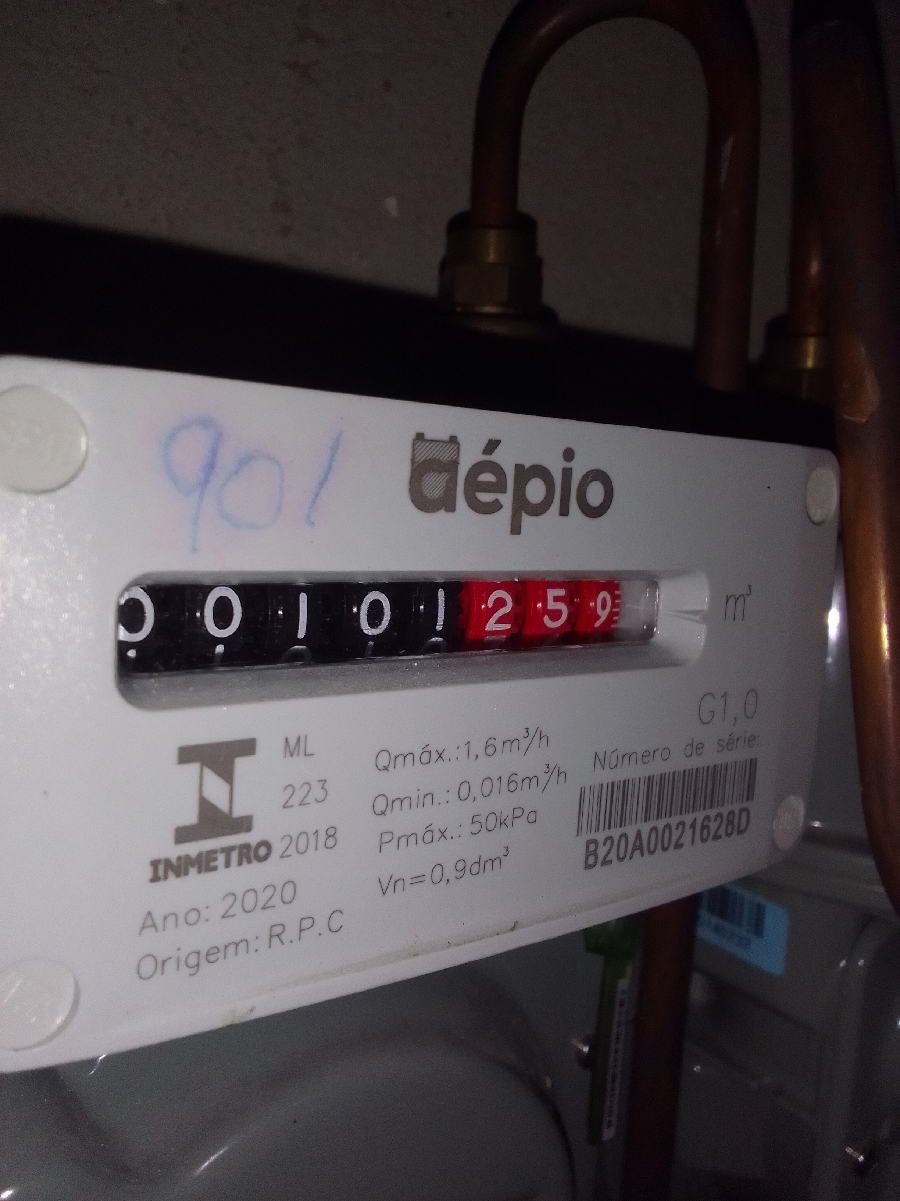 901
aépio
00101259
m³
G1,0
Número de série:
B20A0021628D
ML
223
2018
INMETRO
Ano: 2020
Origem: R.P.C
Qmáx.:1,6m³/h
Qmin.: 0,016m³/h
Pmáx.: 50kPa
Vn=0,9dm³